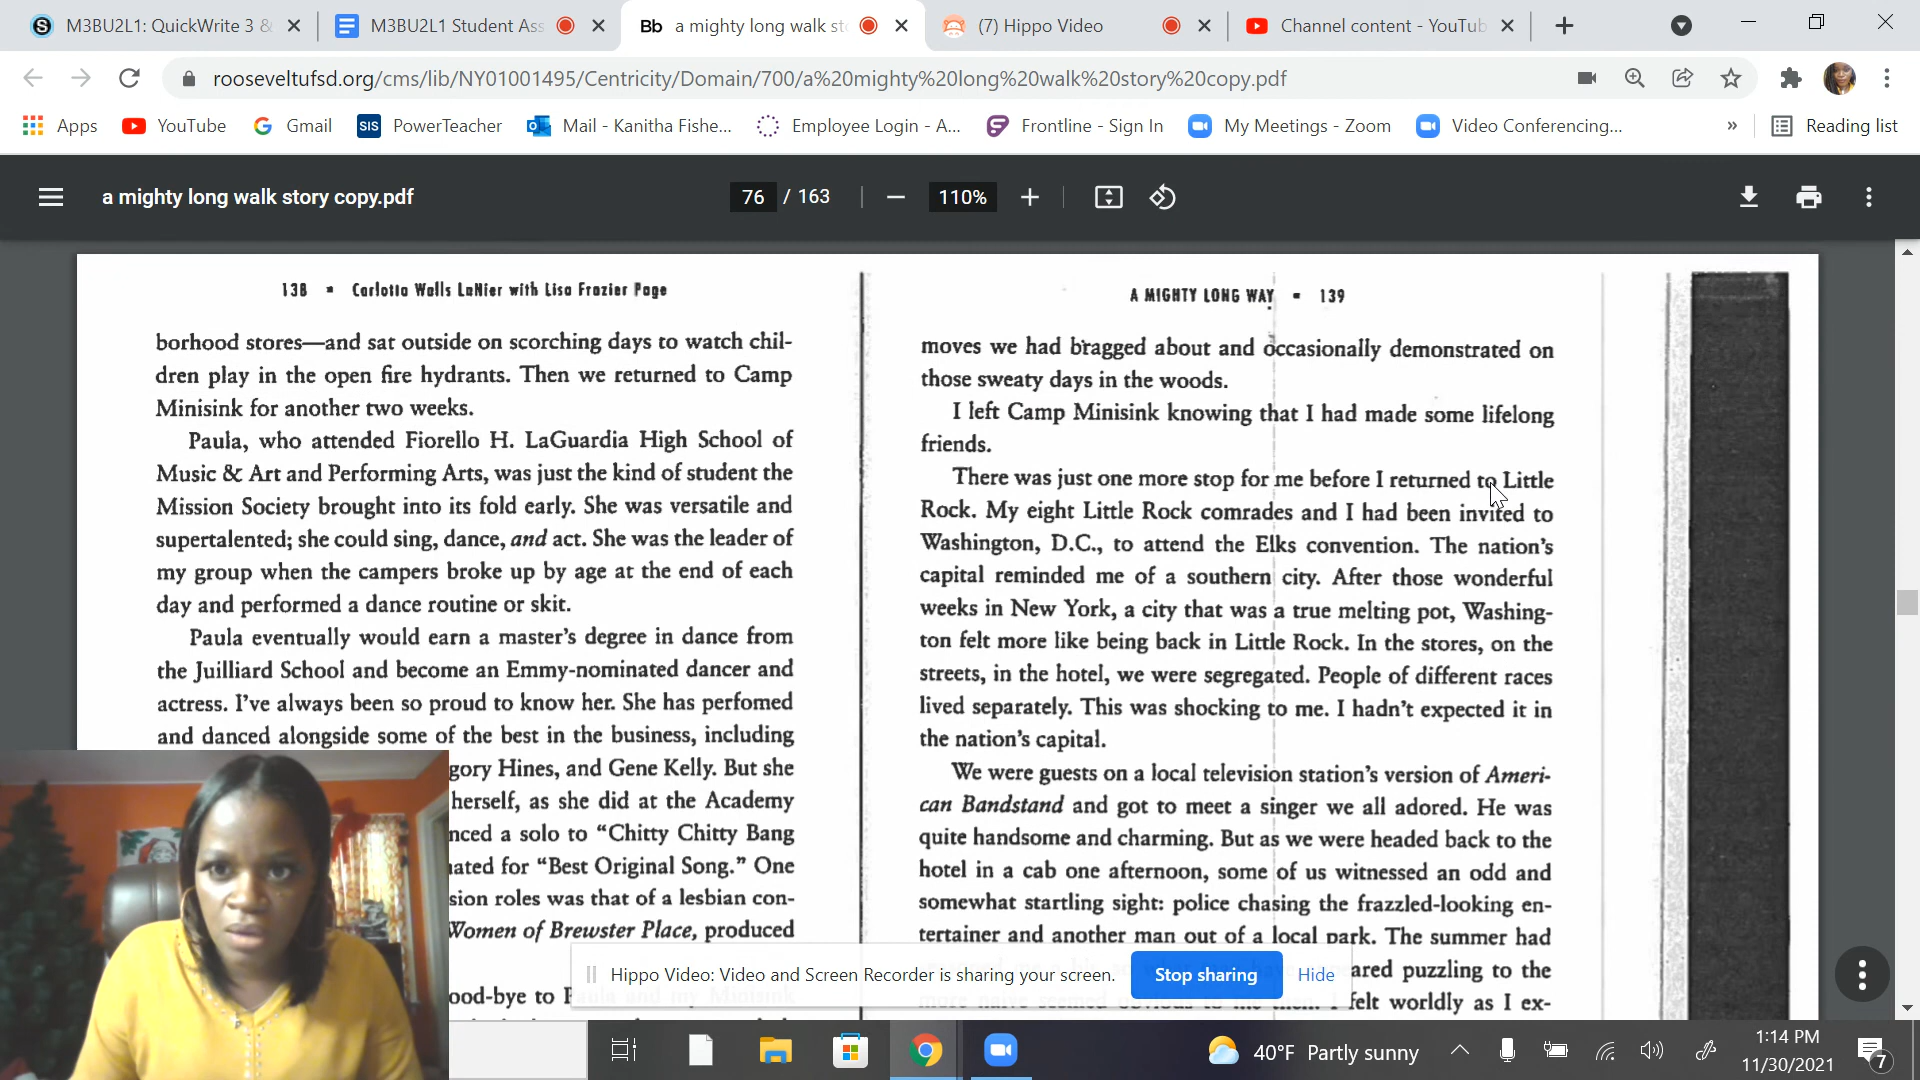 M3BU2L1: QuickWrite 3 &
M3BU2L1 Student Ass
Bb a mighty long walk sto
(7) Hippo Video
Channel content - YouTub
rooseveltufsd.org/cms/lib/NY01001495/Centricity/Domain/700/a%20mighty%20long%20walk%20story%20copy.pdf
Apps YouTube Gmail SIS PowerTeacher Mail - Kanitha Fishe... Employee Login - A... Frontline - Sign In My Meetings - Zoom Video Conferencing... » Reading list
a mighty long walk story copy.pdf 76 / 163 110%
138 ▪ Carlotta Walls LaNier with Lisa Frazier Page
borhood stores—and sat outside on scorching days to watch chil-
dren play in the open fire hydrants. Then we returned to Camp
Minisink for another two weeks.
Paula, who attended Fiorello H. LaGuardia High School of
Music & Art and Performing Arts, was just the kind of student the
Mission Society brought into its fold early. She was versatile and
supertalented; she could sing, dance, and act. She was the leader of
my group when the campers broke up by age at the end of each
day and performed a dance routine or skit.
Paula eventually would earn a master's degree in dance from
the Juilliard School and become an Emmy-nominated dancer and
actress. I've always been so proud to know her. She has perfomed
and danced alongside some of the best in the business, including
gory Hines, and Gene Kelly. But she
herself, as she did at the Academy
nced a solo to "Chitty Chitty Bang
nated for "Best Original Song." One
sion roles was that of a lesbian con-
Women of Brewster Place, produced
ood-bye to
A MIGHTY LONG WAY ▪ 139
moves we had bragged about and occasionally demonstrated on
those sweaty days in the woods.
I left Camp Minisink knowing that I had made some lifelong
friends.
There was just one more stop for me before I returned to Little
Rock. My eight Little Rock comrades and I had been invited to
Washington, D.C., to attend the Elks convention. The nation's
capital reminded me of a southern city. After those wonderful
weeks in New York, a city that was a true melting pot, Washing-
ton felt more like being back in Little Rock. In the stores, on the
streets, in the hotel, we were segregated. People of different races
lived separately. This was shocking to me. I hadn't expected it in
the nation's capital.
We were guests on a local television station's version of Ameri-
can Bandstand and got to meet a singer we all adored. He was
quite handsome and charming. But as we were headed back to the
hotel in a cab one afternoon, some of us witnessed an odd and
somewhat startling sight: police chasing the frazzled-looking en-
tertainer and another man out of a local park. The summer had
ared puzzling to the
felt worldly as I ex-
Hippo Video: Video and Screen Recorder is sharing your screen. Stop sharing Hide
40°F Partly sunny
1:14 PM
11/30/2021
7